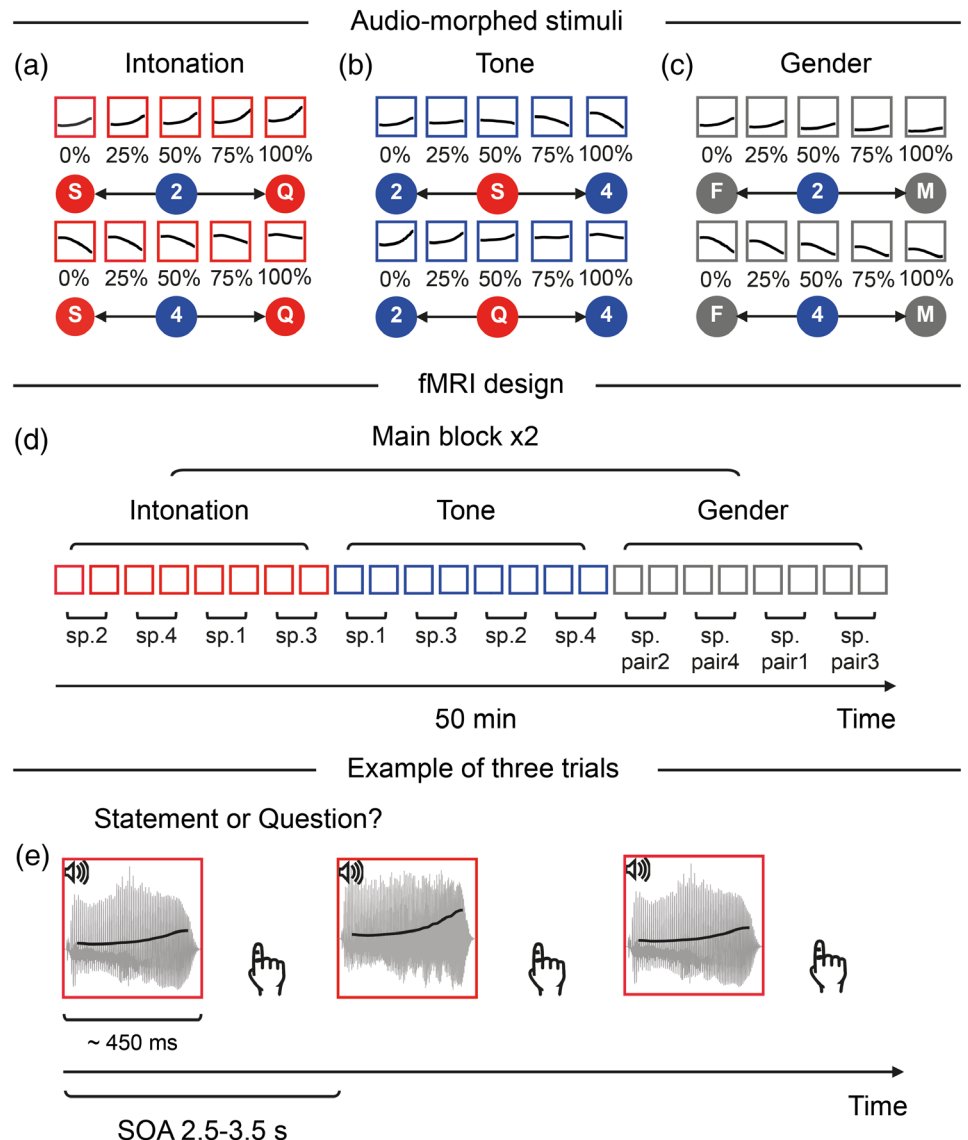 Audio-morphed stimuli
(a) Intonation (b) Tone (c) Gender
0% 25% 50% 75% 100% 0% 25% 50% 75% 100% 0% 25% 50% 75% 100%
S 2 Q 2 S 4 F 2 M
0% 25% 50% 75% 100% 0% 25% 50% 75% 100% 0% 25% 50% 75% 100%
S 4 Q 2 Q 4 F 4 M
fMRI design
(d)
Main block x2
Intonation Tone Gender
sp.2 sp.4 sp.1 sp.3 sp.1 sp.3 sp.2 sp.4 sp. sp. sp. sp.
pair2 pair4 pair1 pair3
50 min Time
Example of three trials
Statement or Question?
(e)
~ 450 ms
Time
SOA 2.5-3.5 s